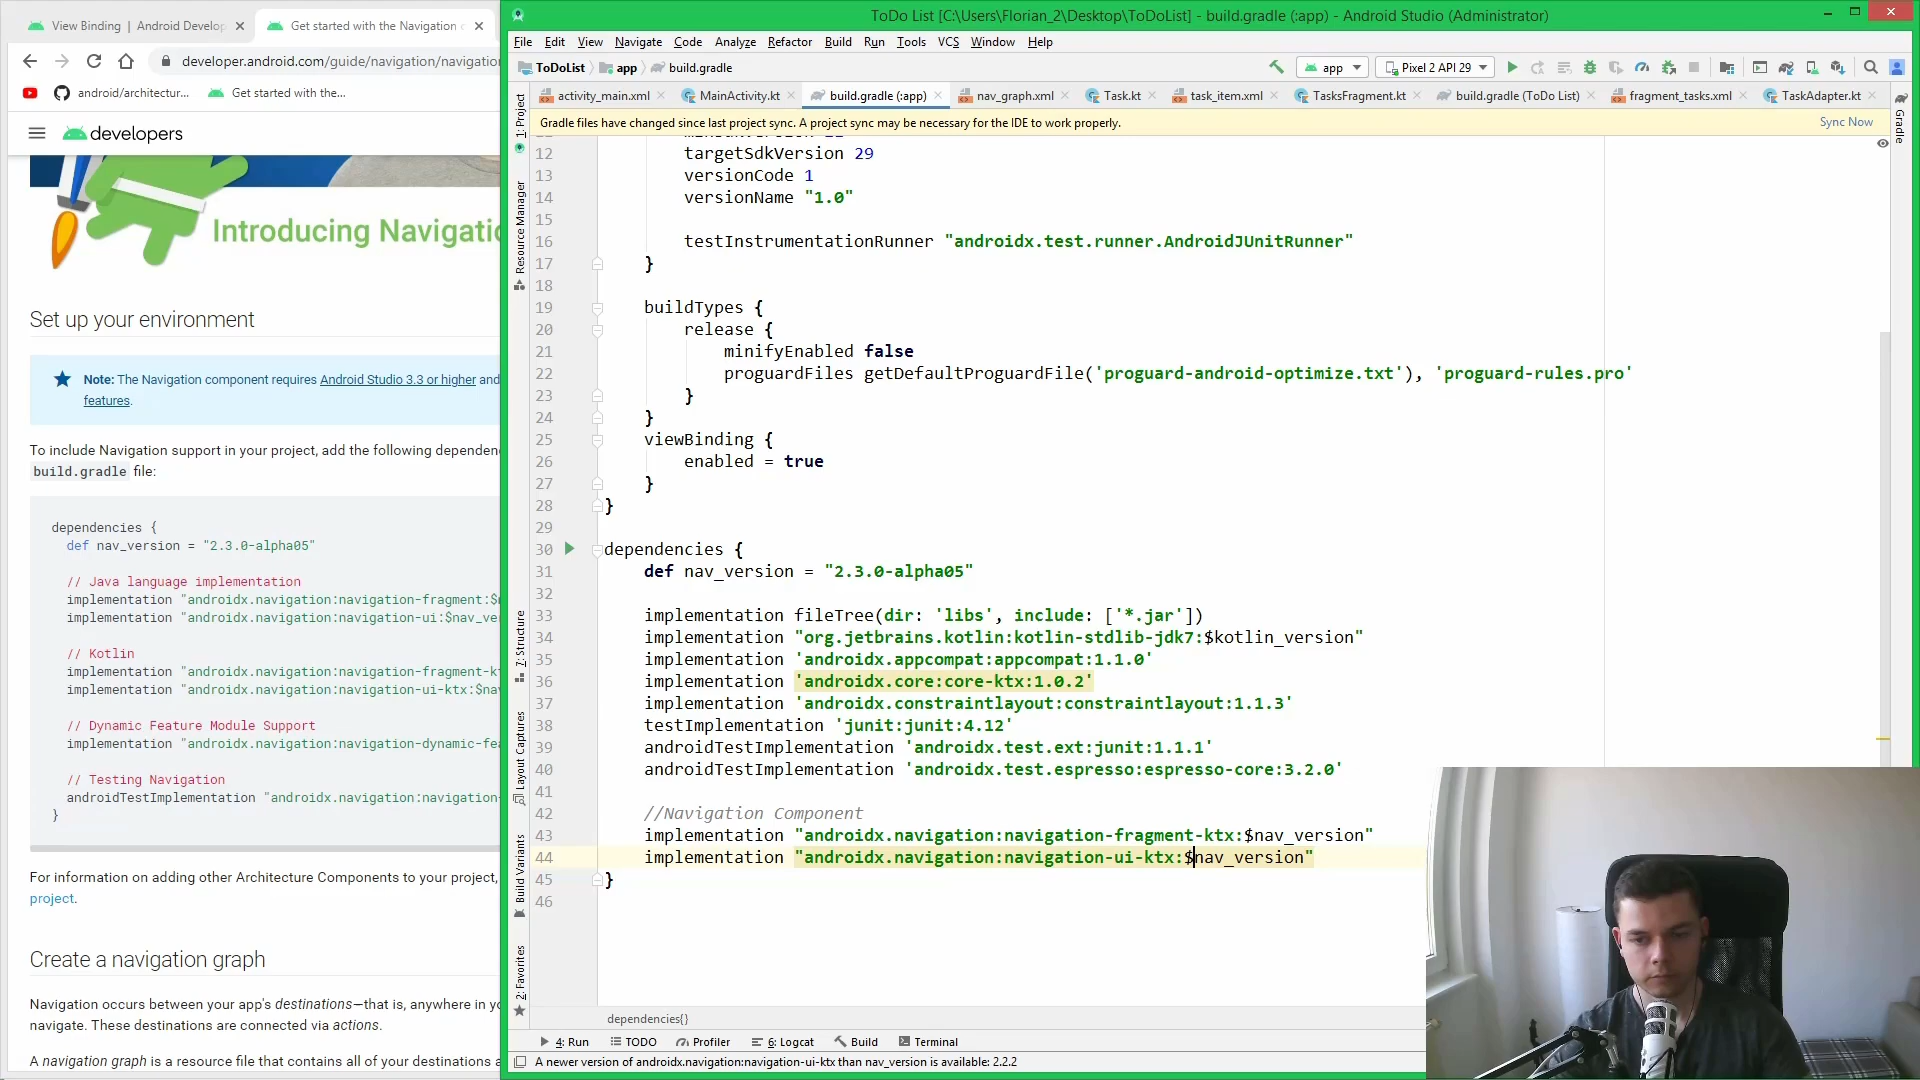 View Binding | Android Develop
Get started with the Navigation c
developer.android.com/guide/navigation/navigation
android/architectur...
Get started with the...
developers
Introducing Navigatio
Set up your environment
Note: The Navigation component requires Android Studio 3.3 or higher and
features.
To include Navigation support in your project, add the following dependenc
build.gradle file:
dependencies {
def nav_version = "2.3.0-alpha05"
// Java language implementation
implementation "androidx.navigation:navigation-fragment:$n
implementation "androidx.navigation:navigation-ui:$nav_ve
// Kotlin
implementation "androidx.navigation:navigation-fragment-kt
implementation "androidx.navigation:navigation-ui-ktx:$na
// Dynamic Feature Module Support
implementation "androidx.navigation:navigation-dynamic-fea
// Testing Navigation
androidTestImplementation "androidx.navigation:navigation-
}
For information on adding other Architecture Components to your project,
project.
Create a navigation graph
Navigation occurs between your app's destinations—that is, anywhere in yo
navigate. These destinations are connected via actions.
A navigation graph is a resource file that contains all of your destinations a
ToDo List [C:\Users\Florian_2\Desktop\ToDoList] - build.gradle (:app) - Android Studio (Administrator)
File Edit View Navigate Code Analyze Refactor Build Run Tools VCS Window Help
ToDoList app build.gradle
app Pixel 2 API 29
activity_main.xml MainActivity.kt build.gradle (:app) nav_graph.xml Task.kt task_item.xml TasksFragment.kt build.gradle (ToDo List) fragment_tasks.xml TaskAdapter.kt
Gradle files have changed since last project sync. A project sync may be necessary for the IDE to work properly.
Sync Now
1: Project
Resource Manager
7: Structure
Layout Captures
Build Variants
2: Favorites
Gradle
12 targetSdkVersion 29
13 versionCode 1
14 versionName "1.0"
15
16 testInstrumentationRunner "androidx.test.runner.AndroidJUnitRunner"
17 }
18
19 buildTypes {
20 release {
21 minifyEnabled false
22 proguardFiles getDefaultProguardFile('proguard-android-optimize.txt'), 'proguard-rules.pro'
23 }
24 }
25 viewBinding {
26 enabled = true
27 }
28 }
29
30 dependencies {
31 def nav_version = "2.3.0-alpha05"
32
33 implementation fileTree(dir: 'libs', include: ['*.jar'])
34 implementation "org.jetbrains.kotlin:kotlin-stdlib-jdk7:$kotlin_version"
35 implementation 'androidx.appcompat:appcompat:1.1.0'
36 implementation 'androidx.core:core-ktx:1.0.2'
37 implementation 'androidx.constraintlayout:constraintlayout:1.1.3'
38 testImplementation 'junit:junit:4.12'
39 androidTestImplementation 'androidx.test.ext:junit:1.1.1'
40 androidTestImplementation 'androidx.test.espresso:espresso-core:3.2.0'
41
42 //Navigation Component
43 implementation "androidx.navigation:navigation-fragment-ktx:$nav_version"
44 implementation "androidx.navigation:navigation-ui-ktx:$nav_version"
45 }
46
dependencies{}
4: Run TODO Profiler 6: Logcat Build Terminal
A newer version of androidx.navigation:navigation-ui-ktx than nav_version is available: 2.2.2